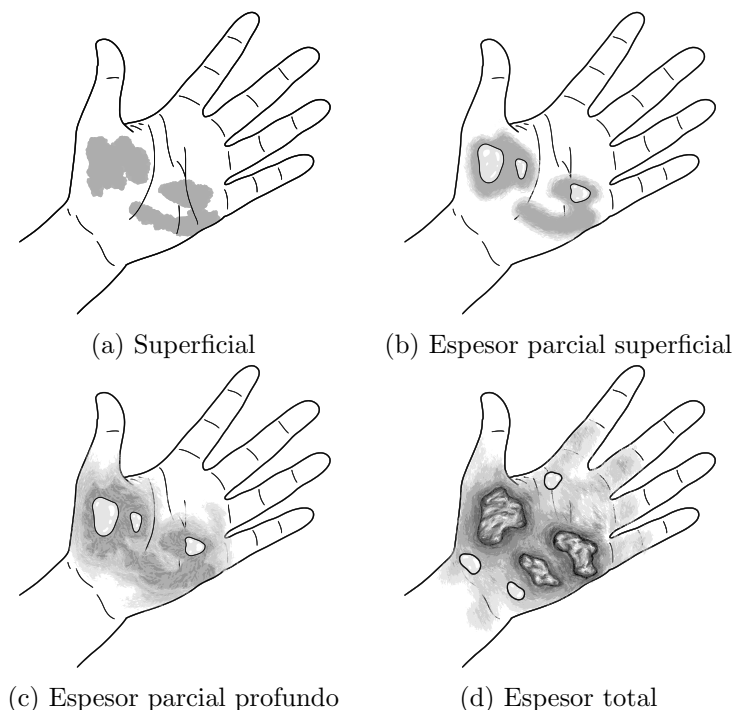 (a) Superficial
(b) Espesor parcial superficial
(c) Espesor parcial profundo
(d) Espesor total